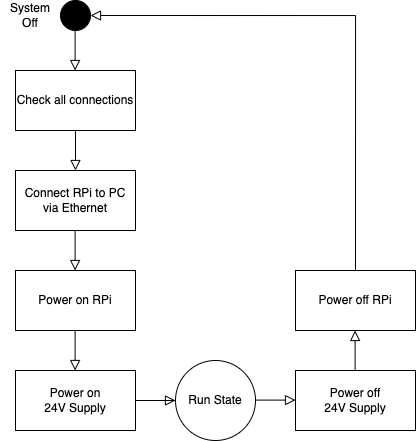 System
Off
Check all connections
Connect RPi to PC
via Ethernet
Power on RPi
Power off RPi
Power on
24V Supply
Run State
Power off
24V Supply